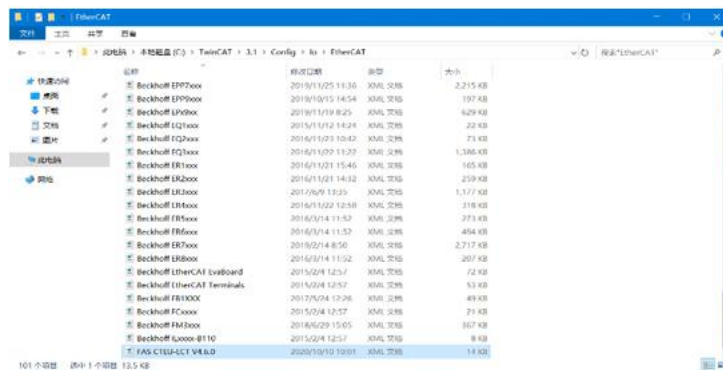 EtherCAT
文件 主页 共享 查看
此电脑 > 本地磁盘 (C:) > TwinCAT > 3.1 > Config > Io > EtherCAT 搜索"EtherCAT"
名称 修改日期 类型 大小
快速访问
桌面
下载
文档
图片
此电脑
网络
Beckhoff EPP7xxx 2019/11/25 11:36 XML 文档 2,215 KB
Beckhoff EPP9xxx 2019/10/15 14:54 XML 文档 197 KB
Beckhoff EPx9xx 2019/11/19 8:25 XML 文档 629 KB
Beckhoff EQ1xxx 2015/11/12 14:24 XML 文档 22 KB
Beckhoff EQ2xxx 2016/11/23 10:42 XML 文档 73 KB
Beckhoff EQ3xxx 2016/11/22 11:22 XML 文档 1,386 KB
Beckhoff ER1xxx 2016/11/21 15:46 XML 文档 165 KB
Beckhoff ER2xxx 2016/11/21 14:32 XML 文档 259 KB
Beckhoff ER3xxx 2017/6/9 13:35 XML 文档 1,177 KB
Beckhoff ER4xxx 2016/11/22 12:58 XML 文档 318 KB
Beckhoff ER5xxx 2016/3/14 11:52 XML 文档 273 KB
Beckhoff ER6xxx 2016/3/14 11:52 XML 文档 494 KB
Beckhoff ER7xxx 2019/2/14 8:50 XML 文档 2,717 KB
Beckhoff ER8xxx 2016/3/14 11:52 XML 文档 207 KB
Beckhoff EtherCAT EvaBoard 2015/2/4 12:57 XML 文档 72 KB
Beckhoff EtherCAT Terminals 2015/2/4 12:57 XML 文档 53 KB
Beckhoff FB1XXX 2017/5/24 12:26 XML 文档 49 KB
Beckhoff FCxxxx 2015/2/4 12:57 XML 文档 21 KB
Beckhoff FM3xxx 2018/6/29 15:05 XML 文档 367 KB
Beckhoff ILxxxx-B110 2015/2/4 12:57 XML 文档 8 KB
FAS CTEU-ECT V4.6.0 2020/10/10 10:01 XML 文档 14 KB
101 个项目 选中 1 个项目 13.5 KB